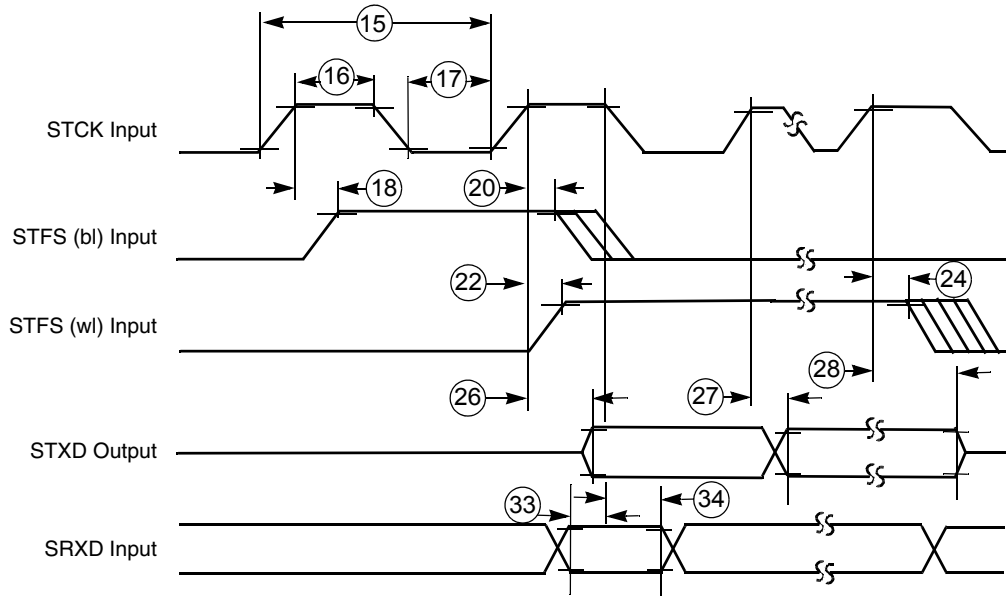 15
16
17
STCK Input
18
20
STFS (bl) Input
22
24
STFS (wl) Input
28
26
27
STXD Output
33
34
SRXD Input